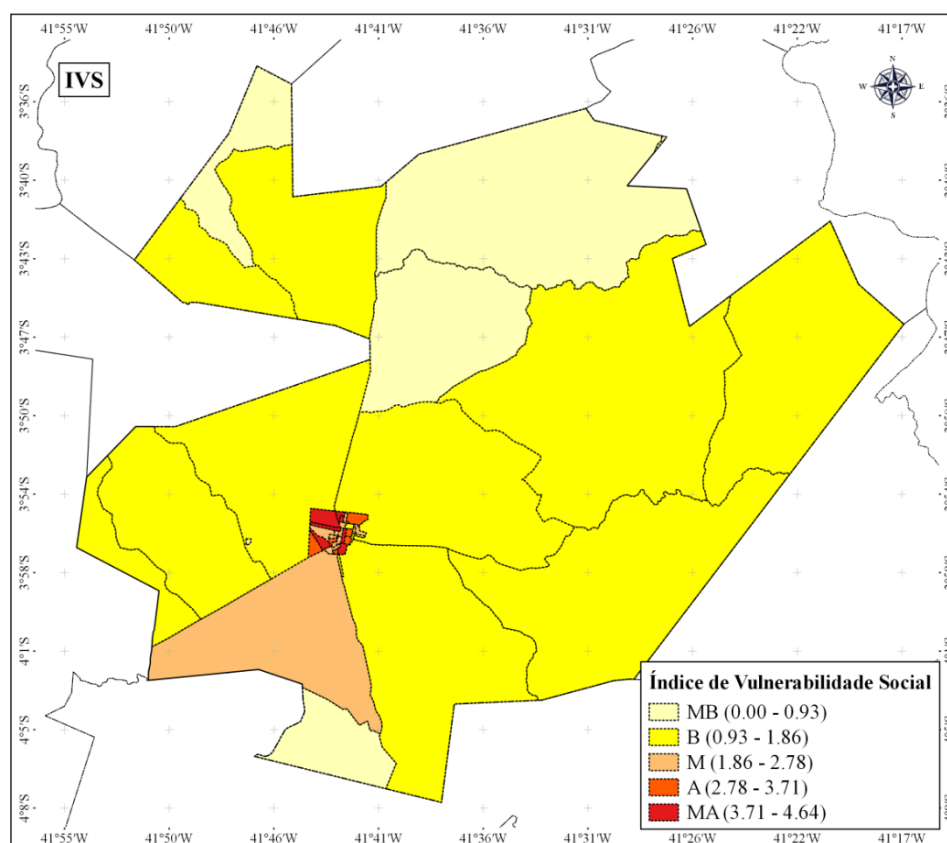 41°55'W 41°50'W 41°46'W 41°41'W 41°36'W 41°31'W 41°26'W 41°22'W 41°17'W
IVS
N
W E
S
3°36'S
3°40'S
3°43'S
3°47'S
3°50'S
3°54'S
3°58'S
4°1'S
4°5'S
4°8'S
Índice de Vulnerabilidade Social
MB (0.00 - 0.93)
B (0.93 - 1.86)
M (1.86 - 2.78)
A (2.78 - 3.71)
MA (3.71 - 4.64)
41°55'W 41°50'W 41°46'W 41°41'W 41°36'W 41°31'W 41°26'W 41°22'W 41°17'W